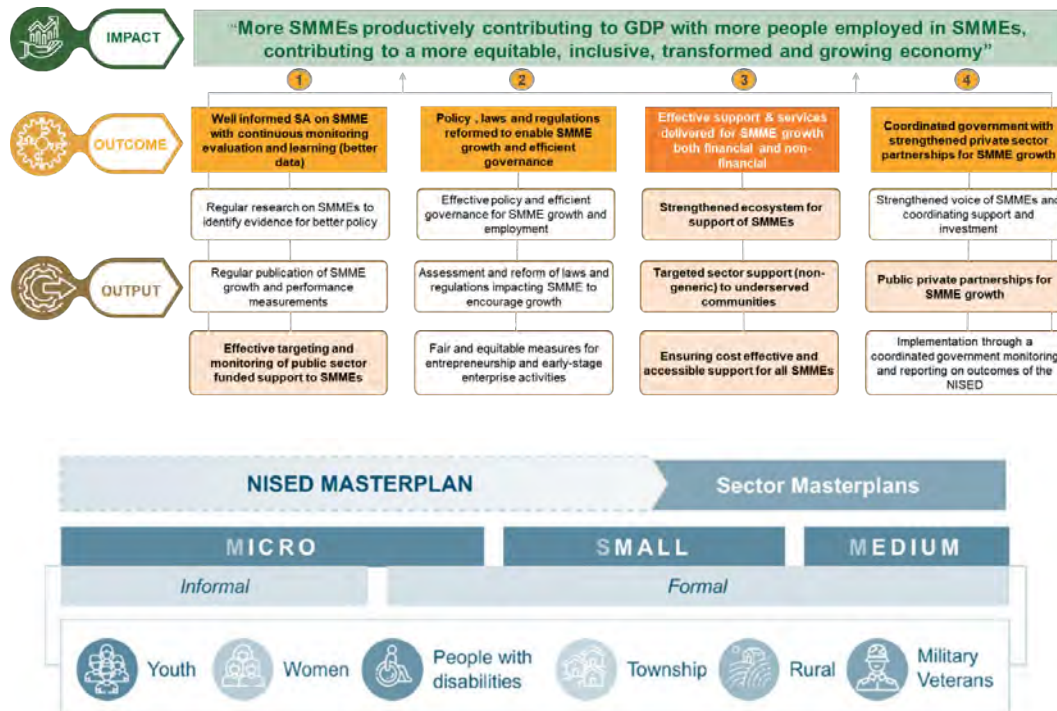 IMPACT
“More SMMEs productively contributing to GDP with more people employed in SMMEs,
contributing to a more equitable, inclusive, transformed and growing economy”
1
2
3
4
OUTCOME
Well informed SA on SMME
with continuous monitoring
evaluation and learning (better
data)
Policy , laws and regulations
reformed to enable SMME
growth and efficient
governance
Effective support & services
delivered for SMME growth
both financial and non-
financial
Coordinated government with
strengthened private sector
partnerships for SMME growth
OUTPUT
Regular research on SMMEs to
identify evidence for better policy
Effective policy and efficient
governance for SMME growth and
employment
Strengthened ecosystem for
support of SMMEs
Strengthened voice of SMMEs and
coordinating support and
investment
Regular publication of SMME
growth and performance
measurements
Assessment and reform of laws and
regulations impacting SMME to
encourage growth
Targeted sector support (non-
generic) to underserved
communities
Public private partnerships for
SMME growth
Effective targeting and
monitoring of public sector
funded support to SMMEs
Fair and equitable measures for
entrepreneurship and early-stage
enterprise activities
Ensuring cost effective and
accessible support for all SMMEs
Implementation through a
coordinated government monitoring
and reporting on outcomes of the
NISED
NISED MASTERPLAN
Sector Masterplans
MICRO
SMALL
MEDIUM
Informal
Formal
Youth
Women
People with
disabilities
Township
Rural
Military
Veterans